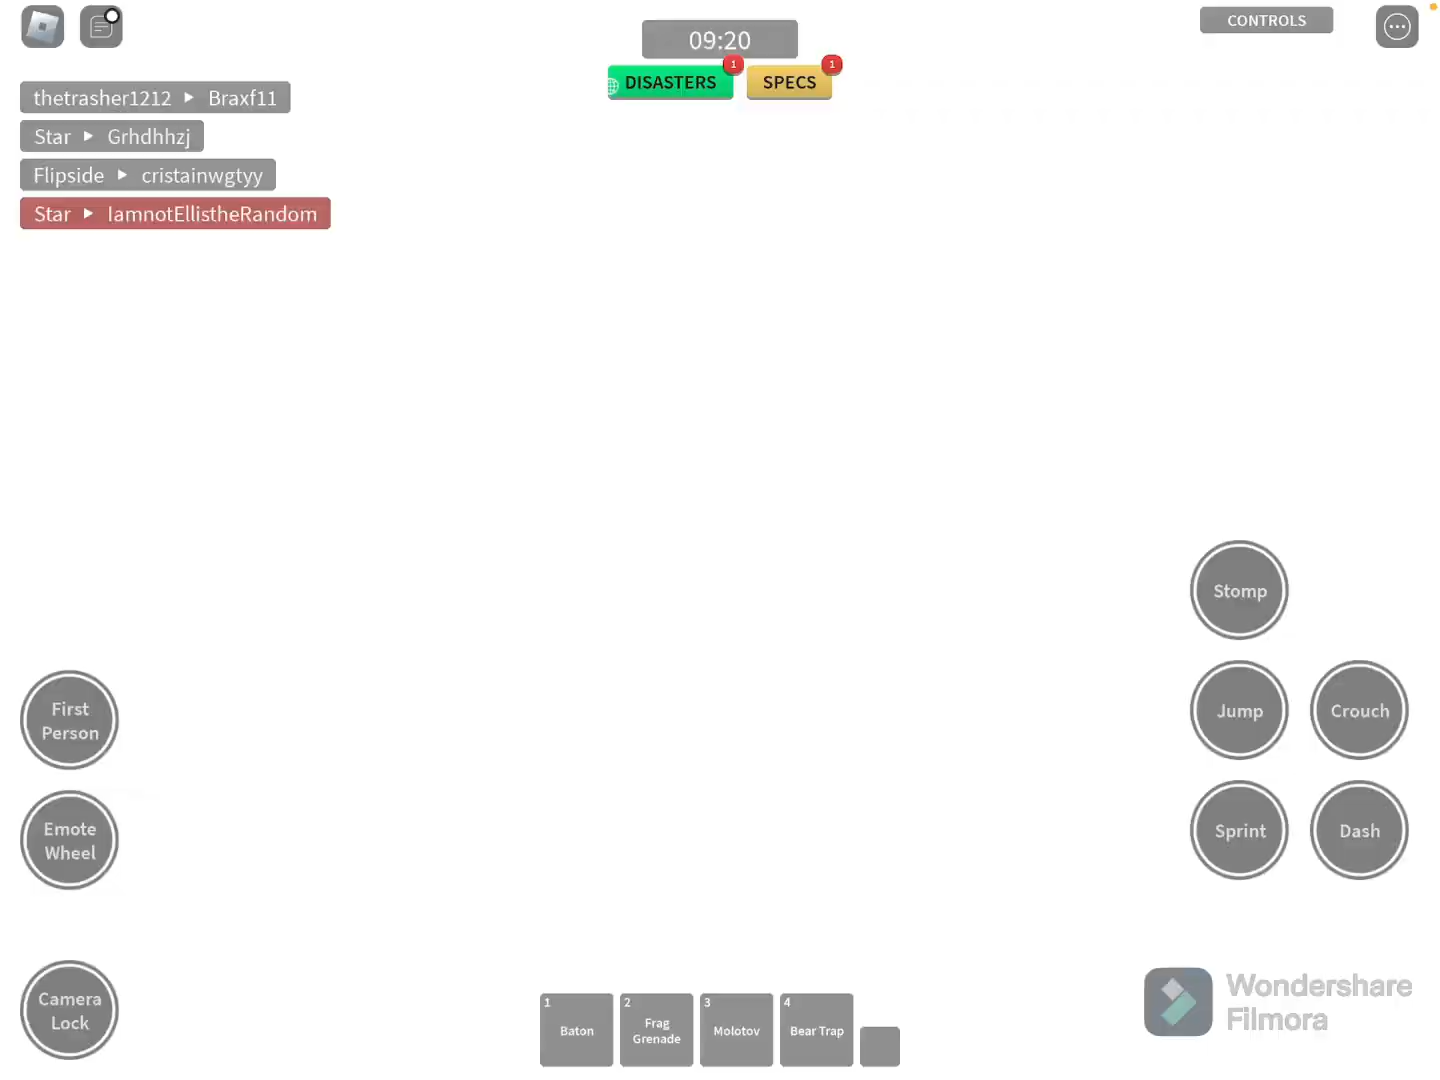 CONTROLS
09:20
DISASTERS
1
SPECS
1
thetrasher1212 ▸ Braxf11
Star ▸ Grhdhhzj
Flipside ▸ cristainwgtyy
Star ▸ IamnotEllistheRandom
Stomp
First
Person
Jump
Crouch
Emote
Wheel
Sprint
Dash
Camera
Lock
1
Baton
2
Frag
Grenade
3
Molotov
4
Bear Trap
Wondershare
Filmora